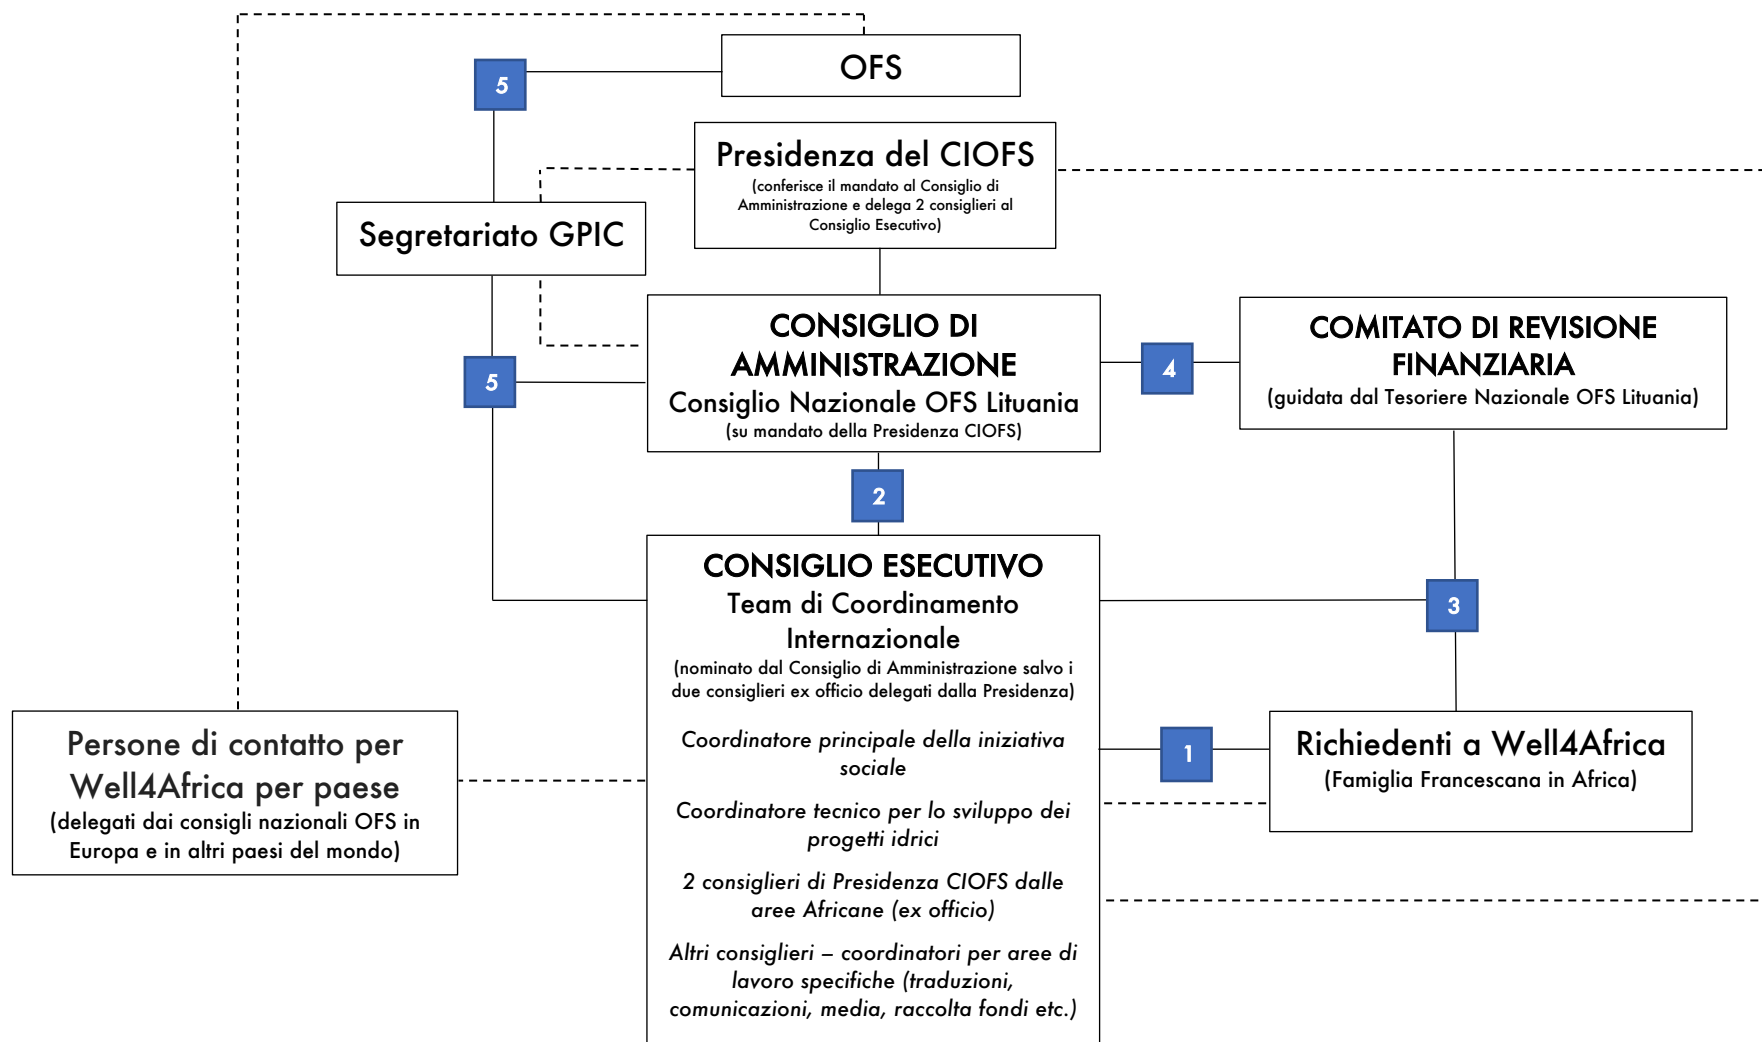 OFS
5
Presidenza del CIOFS
(conferisce il mandato al Consiglio di
Amministrazione e delega 2 consiglieri al
Consiglio Esecutivo)
Segretariato GPIC
CONSIGLIO DI
AMMINISTRAZIONE
Consiglio Nazionale OFS Lituania
(su mandato della Presidenza CIOFS)
4
COMITATO DI REVISIONE
FINANZIARIA
(guidata dal Tesoriere Nazionale OFS Lituania)
5
2
CONSIGLIO ESECUTIVO
Team di Coordinamento
Internazionale
(nominato dal Consiglio di Amministrazione salvo i
due consiglieri ex officio delegati dalla Presidenza)
Coordinatore principale della iniziativa
sociale
Coordinatore tecnico per lo sviluppo dei
progetti idrici
2 consiglieri di Presidenza CIOFS dalle
aree Africane (ex officio)
Altri consiglieri – coordinatori per aree di
lavoro specifiche (traduzioni,
comunicazioni, media, raccolta fondi etc.)
3
1
Richiedenti a Well4Africa
(Famiglia Francescana in Africa)
Persone di contatto per
Well4Africa per paese
(delegati dai consigli nazionali OFS in
Europa e in altri paesi del mondo)